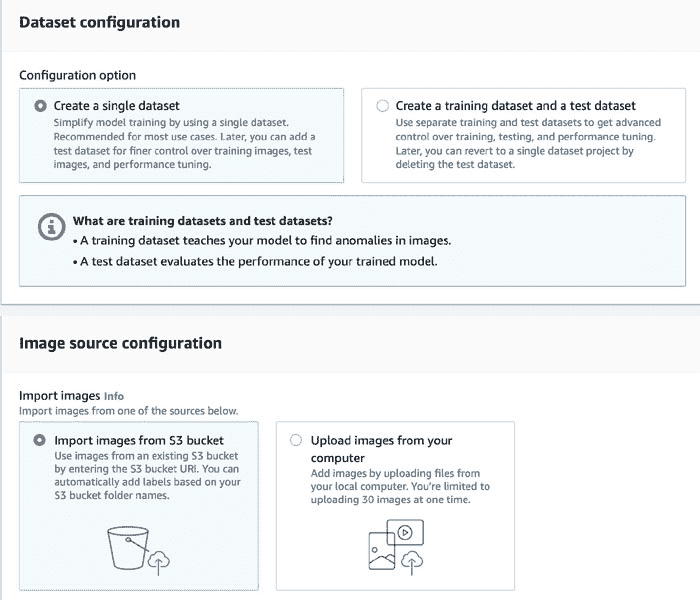 Dataset configuration
Configuration option
Create a single dataset
Simplify model training by using a single dataset.
Recommended for most use cases. Later, you can add a
test dataset for finer control over training images, test
images, and performance tuning.
Create a training dataset and a test dataset
Use separate training and test datasets to get advanced
control over training, testing, and performance tuning.
Later, you can revert to a single dataset project by
deleting the test dataset.
What are training datasets and test datasets?
• A training dataset teaches your model to find anomalies in images.
• A test dataset evaluates the performance of your trained model.
Image source configuration
Import images Info
Import images from one of the sources below.
Import images from S3 bucket
Use images from an existing S3 bucket
by entering the S3 bucket URI. You can
automatically add labels based on your
S3 bucket folder names.
Upload images from your
computer
Add images by uploading files from
your local computer. You're limited to
uploading 30 images at one time.